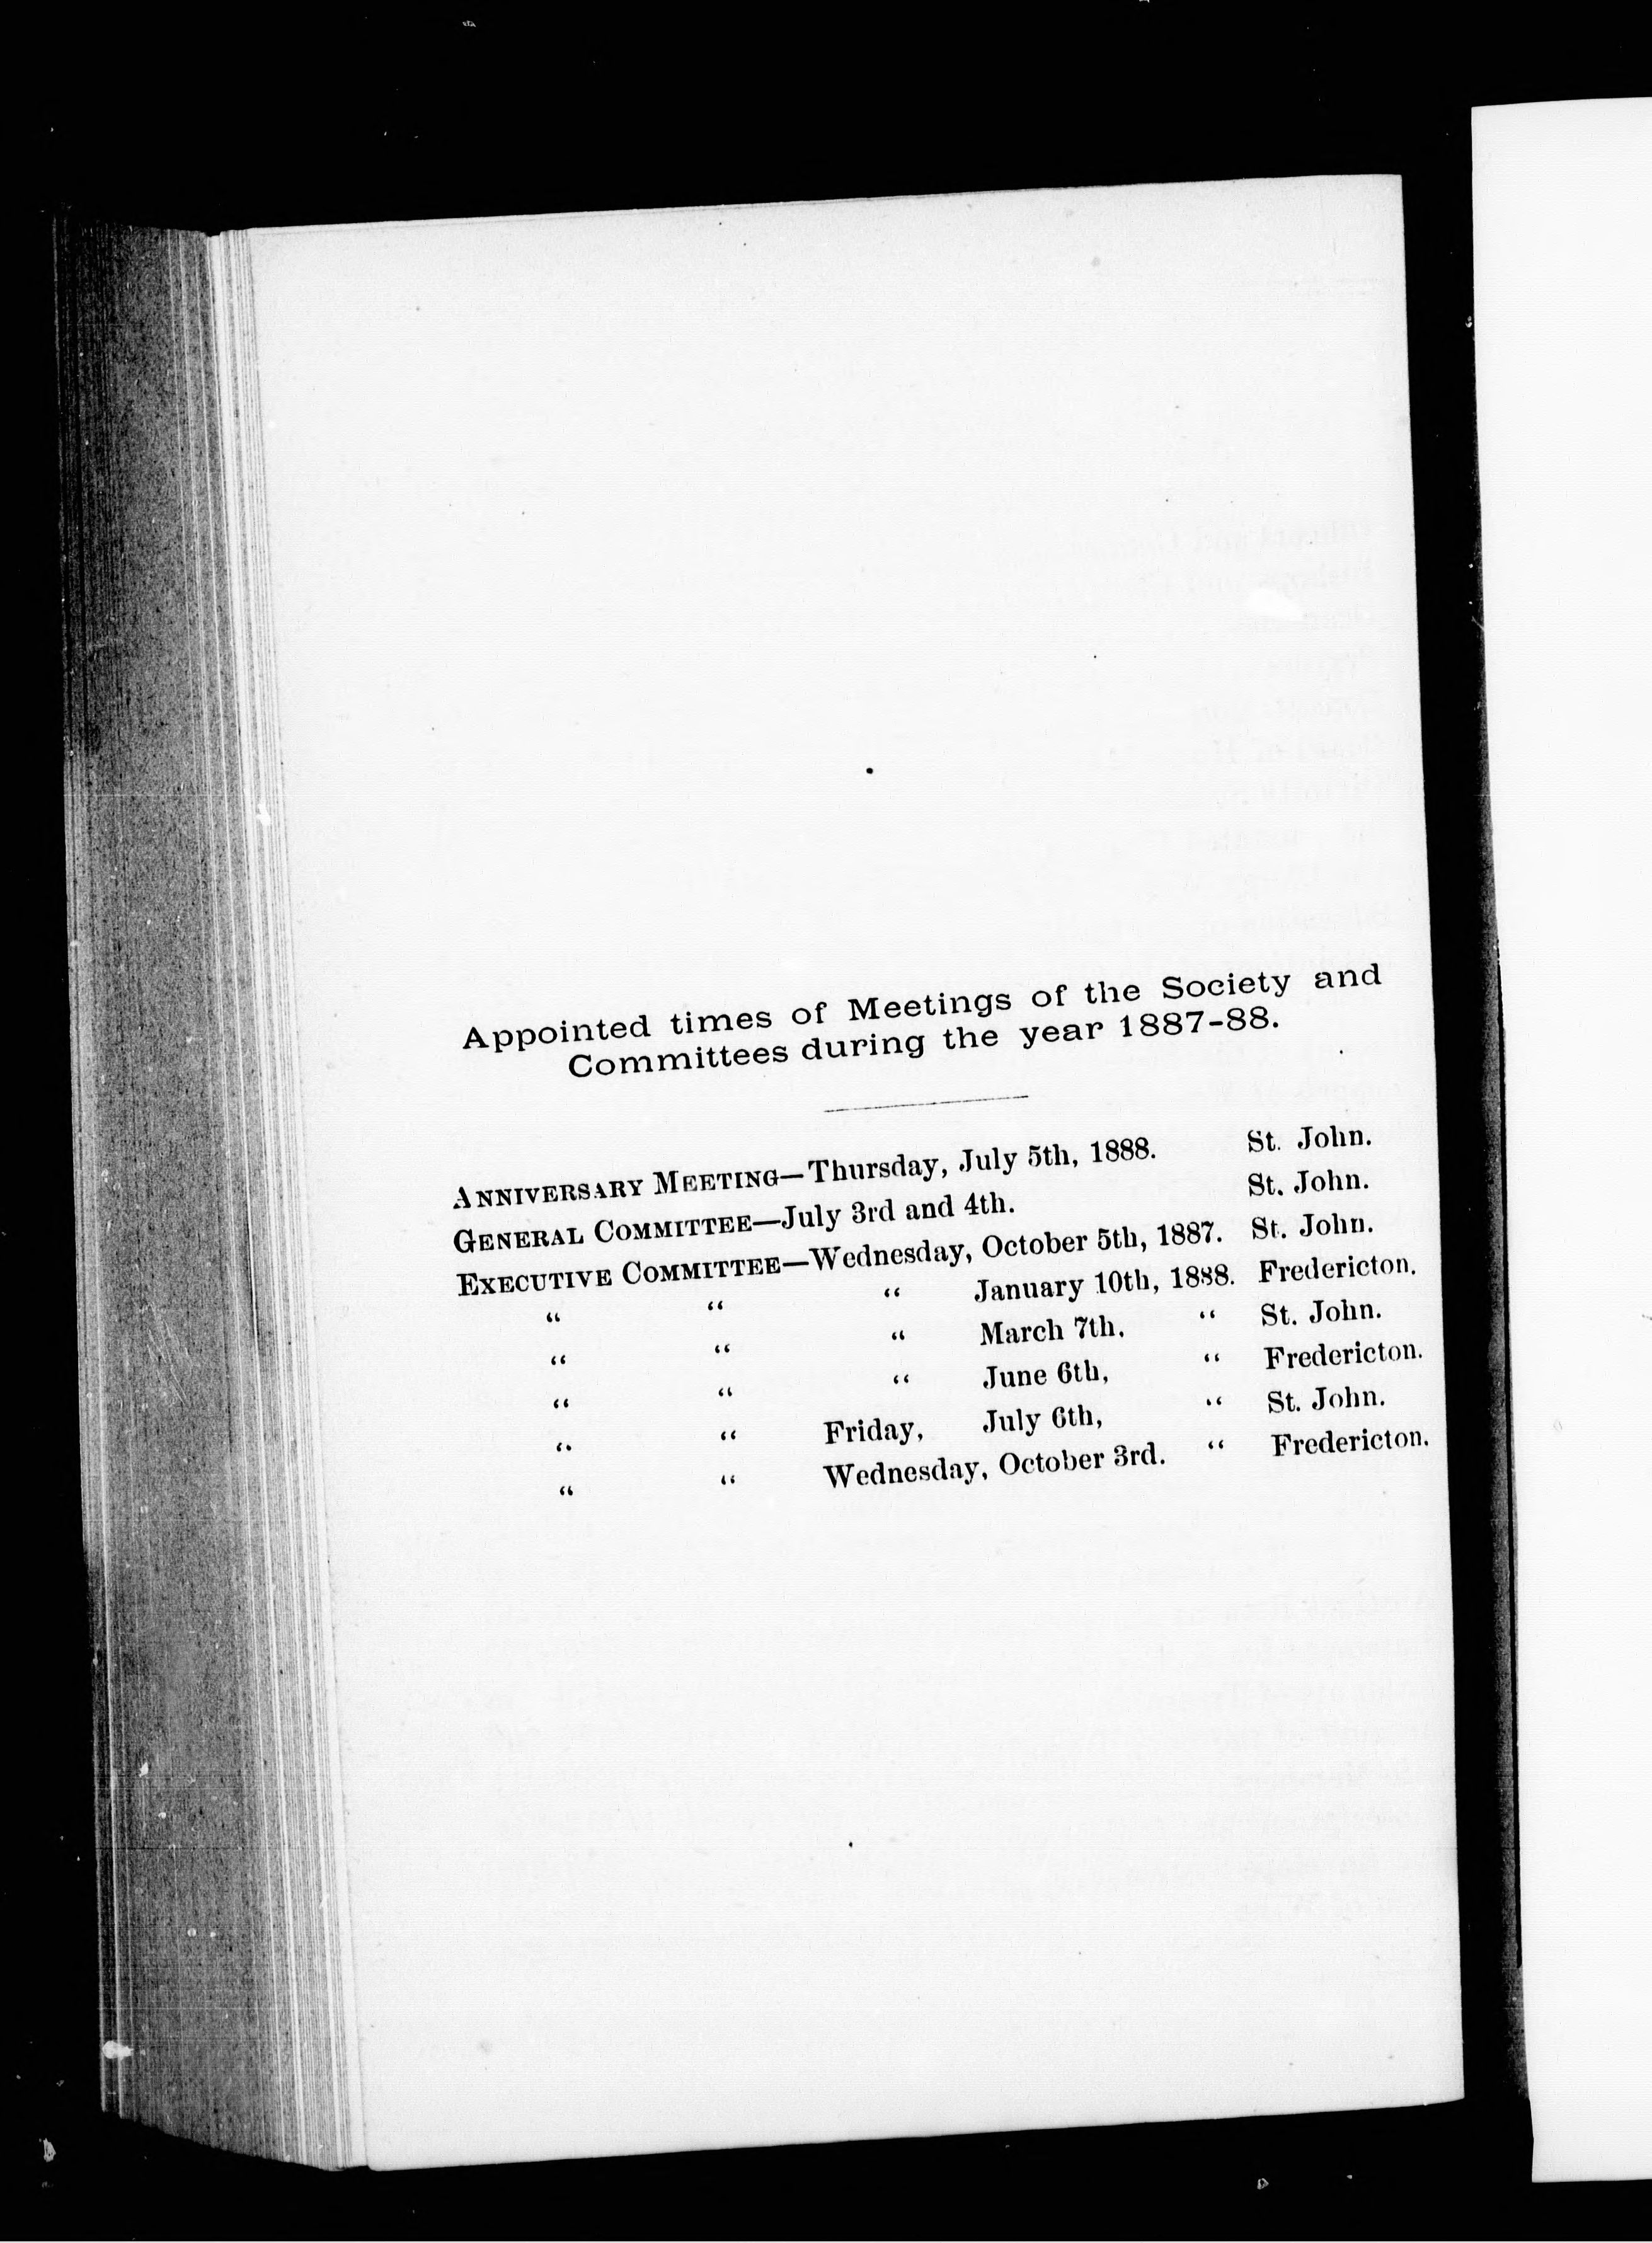 Appointed times of Meetings of the Society and
Committees during the year 1887-88.
ANNIVERSARY MEETING—Thursday, July 5th, 1888. St. John.
GENERAL COMMITTEE—July 3rd and 4th. St. John.
EXECUTIVE COMMITTEE—Wednesday, October 5th, 1887. St. John.
“ “ “ January 10th, 1888. Fredericton.
“ “ “ March 7th. “ St. John.
“ “ “ June 6th, “ Fredericton.
“ “ Friday, July 6th, “ St. John.
“ “ Wednesday, October 3rd. “ Fredericton.